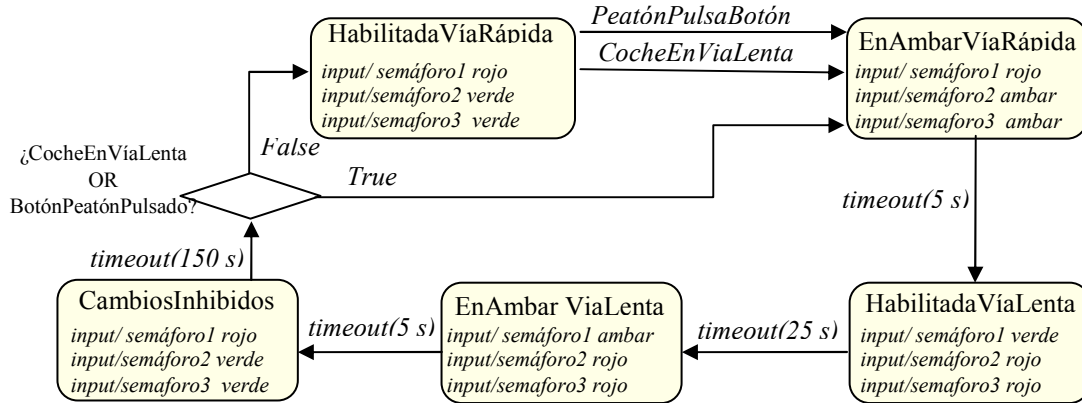 HabilitadaVíaRápida
input/ semáforo1 rojo
input/semáforo2 verde
input/semaforo3 verde
PeatónPulsaBotón
CocheEnViaLenta
EnAmbarVíaRápida
input/ semáforo1 rojo
input/semáforo2 ambar
input/semaforo3 ambar
False
True
¿CocheEnVíaLenta
OR
BotónPeatónPulsado?
timeout(5 s)
timeout(150 s)
CambiosInhibidos
input/ semáforo1 rojo
input/semáforo2 verde
input/semaforo3 verde
timeout(5 s)
EnAmbar ViaLenta
input/ semáforo1 ambar
input/semáforo2 rojo
input/semaforo3 rojo
timeout(25 s)
HabilitadaVíaLenta
input/ semáforo1 verde
input/semáforo2 rojo
input/semaforo3 rojo